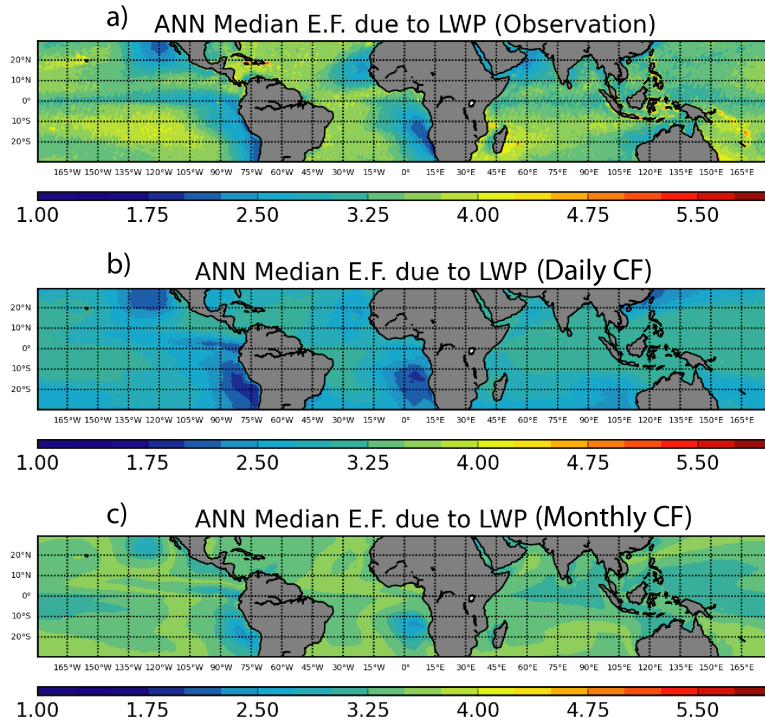 a) ANN Median E.F. due to LWP (Observation)
20°N
10°N
0°
10°S
20°S
165°W 150°W 135°W 120°W 105°W 90°W 75°W 60°W 45°W 30°W 15°W 0° 15°E 30°E 45°E 60°E 75°E 90°E 105°E 120°E 135°E 150°E 165°E
1.00 1.75 2.50 3.25 4.00 4.75 5.50
b) ANN Median E.F. due to LWP (Daily CF)
20°N
10°N
0°
10°S
20°S
165°W 150°W 135°W 120°W 105°W 90°W 75°W 60°W 45°W 30°W 15°W 0° 15°E 30°E 45°E 60°E 75°E 90°E 105°E 120°E 135°E 150°E 165°E
1.00 1.75 2.50 3.25 4.00 4.75 5.50
c) ANN Median E.F. due to LWP (Monthly CF)
20°N
10°N
0°
10°S
20°S
165°W 150°W 135°W 120°W 105°W 90°W 75°W 60°W 45°W 30°W 15°W 0° 15°E 30°E 45°E 60°E 75°E 90°E 105°E 120°E 135°E 150°E 165°E
1.00 1.75 2.50 3.25 4.00 4.75 5.50